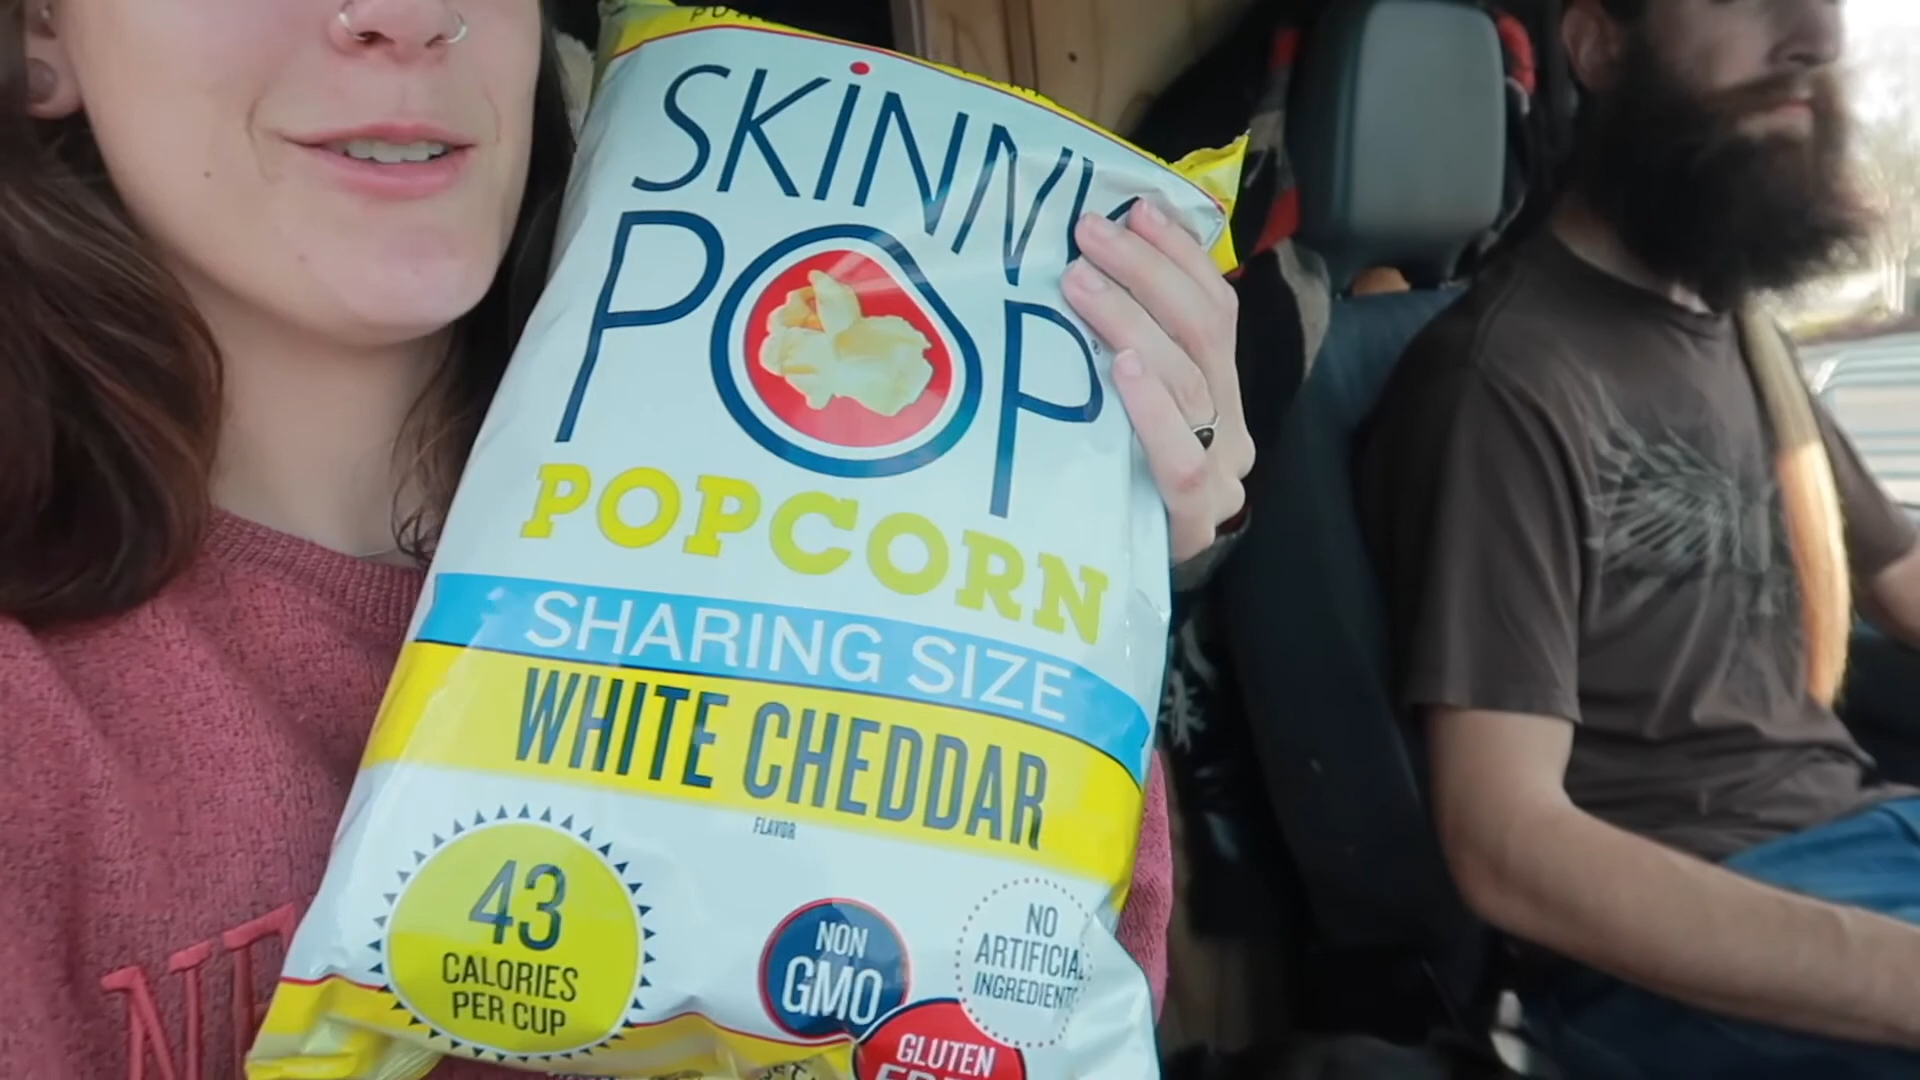 SKINNY
POP
POPCORN
SHARING SIZE
WHITE CHEDDAR
FLAVOR
43
CALORIES
PER CUP
NON
GMO
NO
ARTIFICIAL
INGREDIENTS
GLUTEN